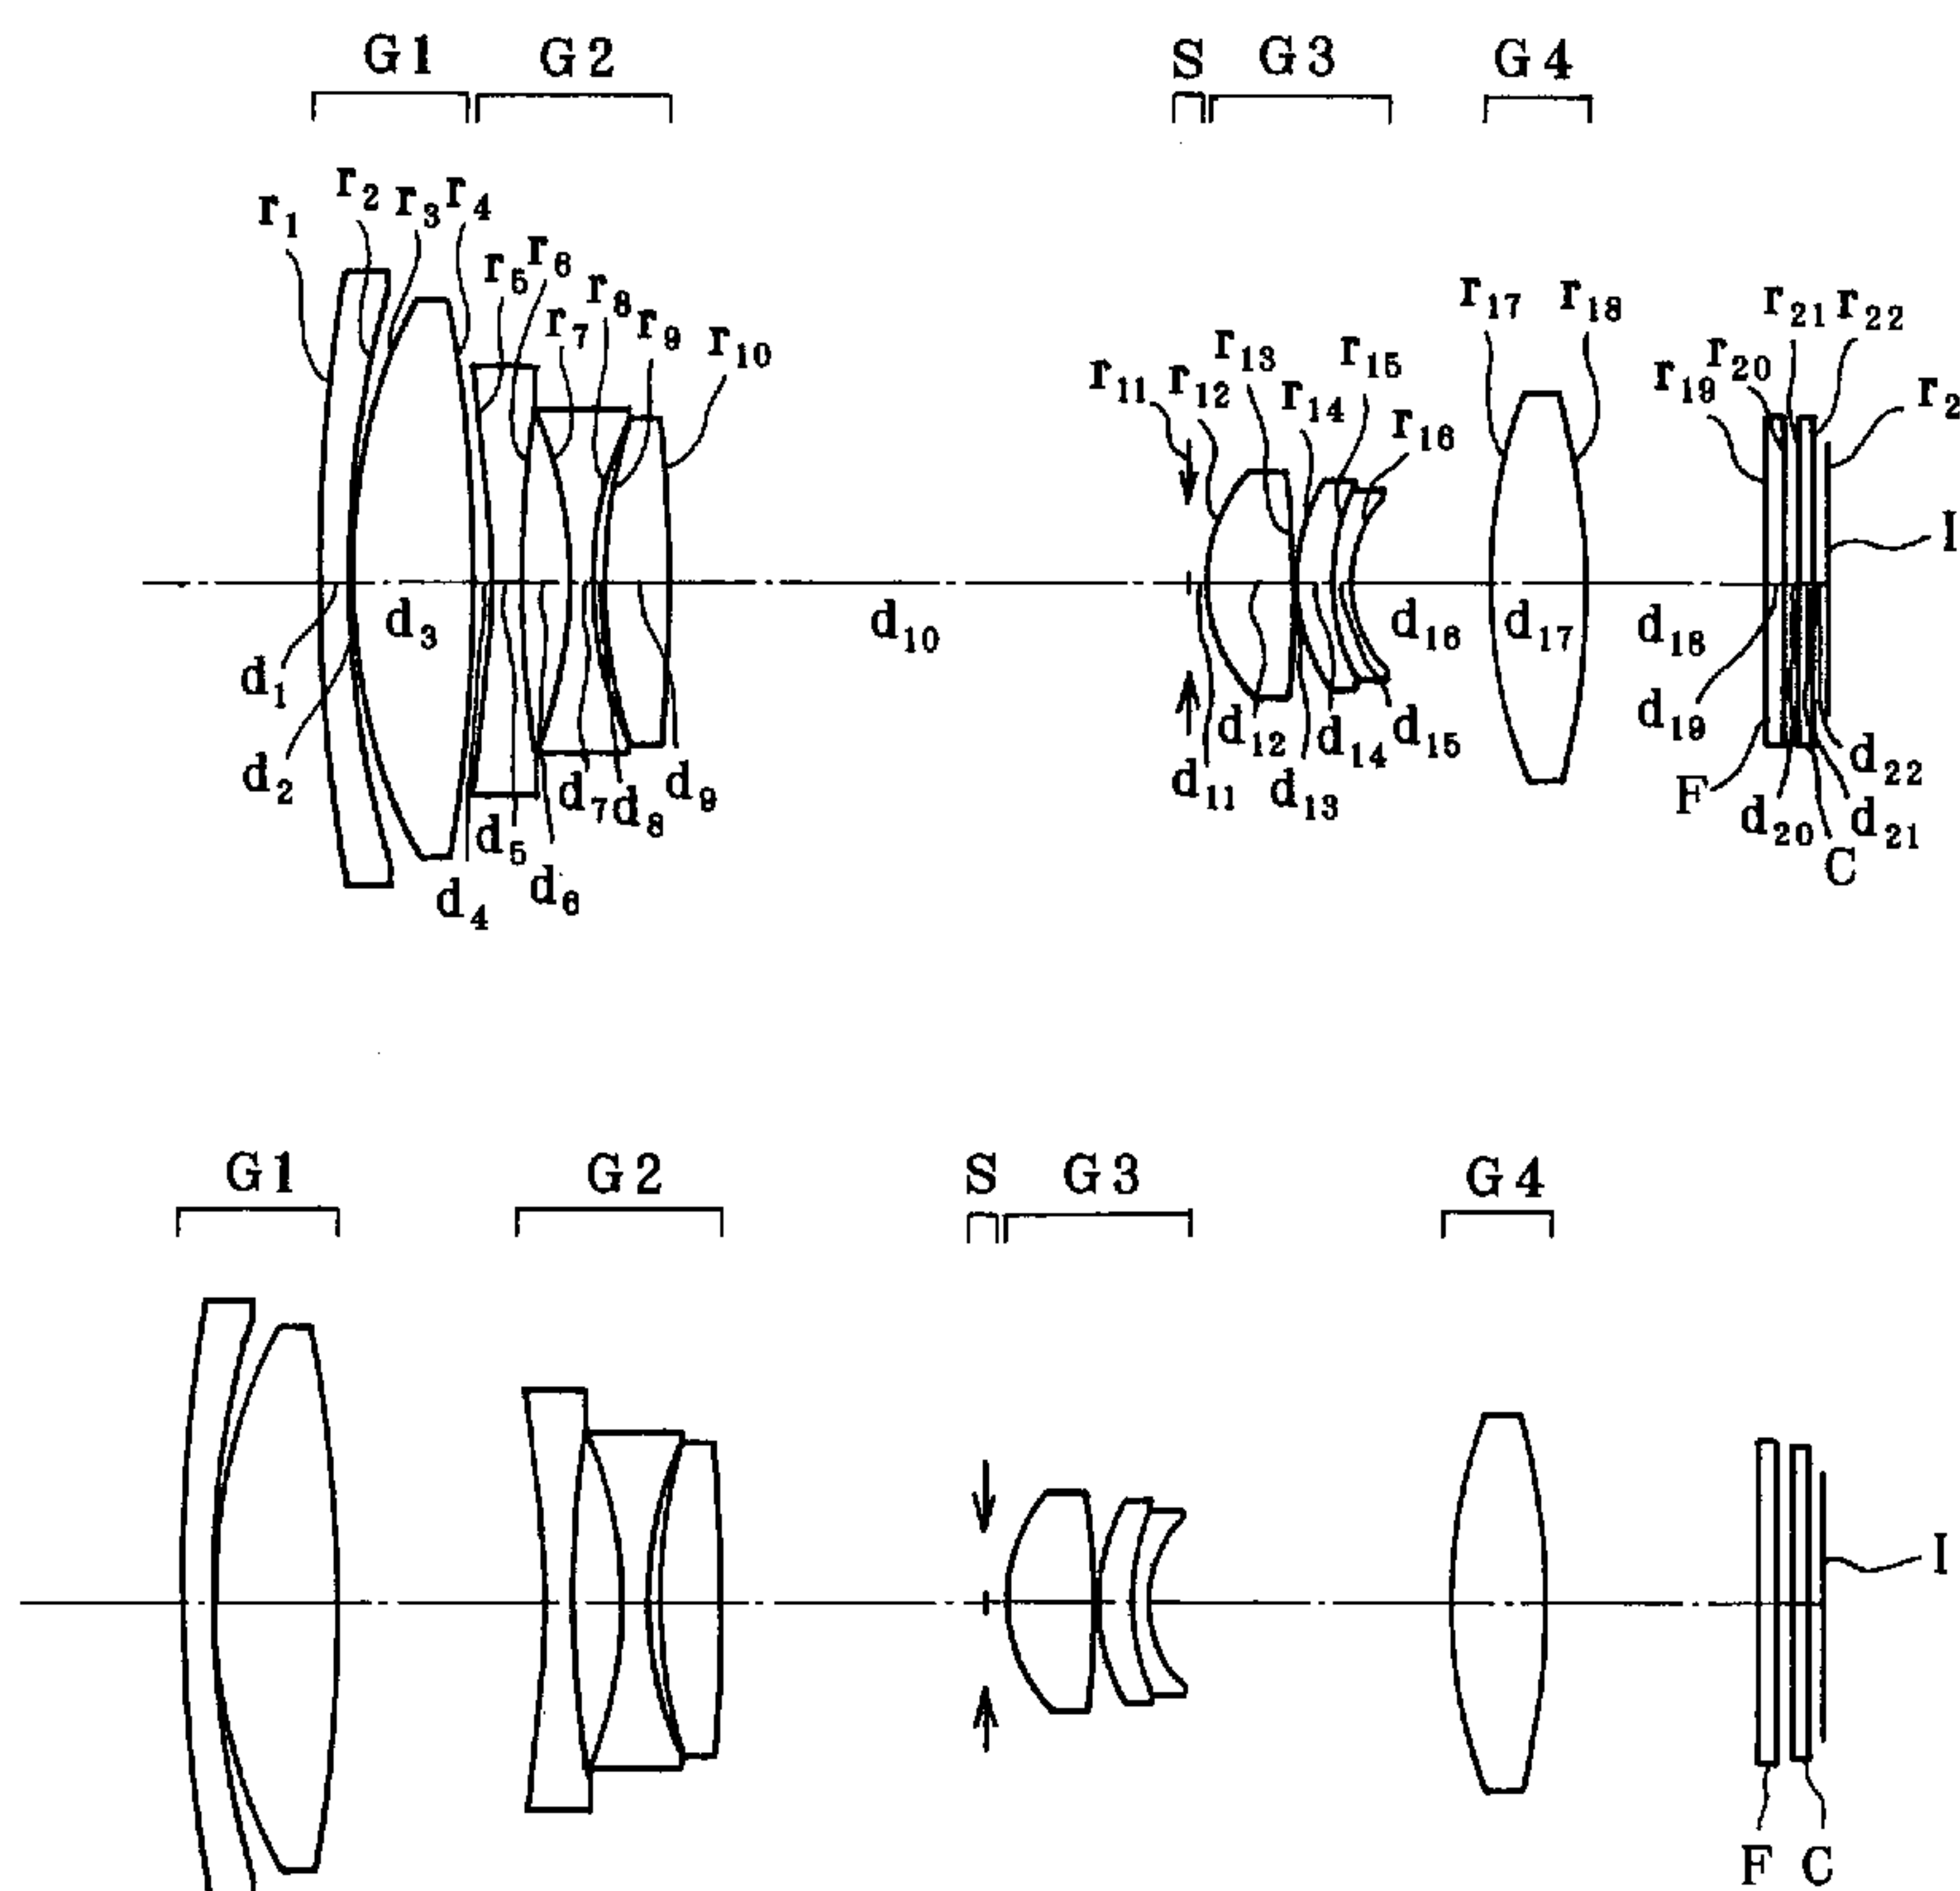 G1 G2 S G3 G4
r1 r2 r3 r4 r5 r6 r7 r8 r9 r10
r11 r12 r13 r14 r15 r16 r17 r18
r19 r20 r21 r22 r2
I
d3 d10 d16 d17 d18
d1 d2 d4 d5 d6 d7 d8 d9
d11 d12 d13 d14 d15
d19 d20 d21 d22
F C
G1 G2 S G3 G4
I
F C